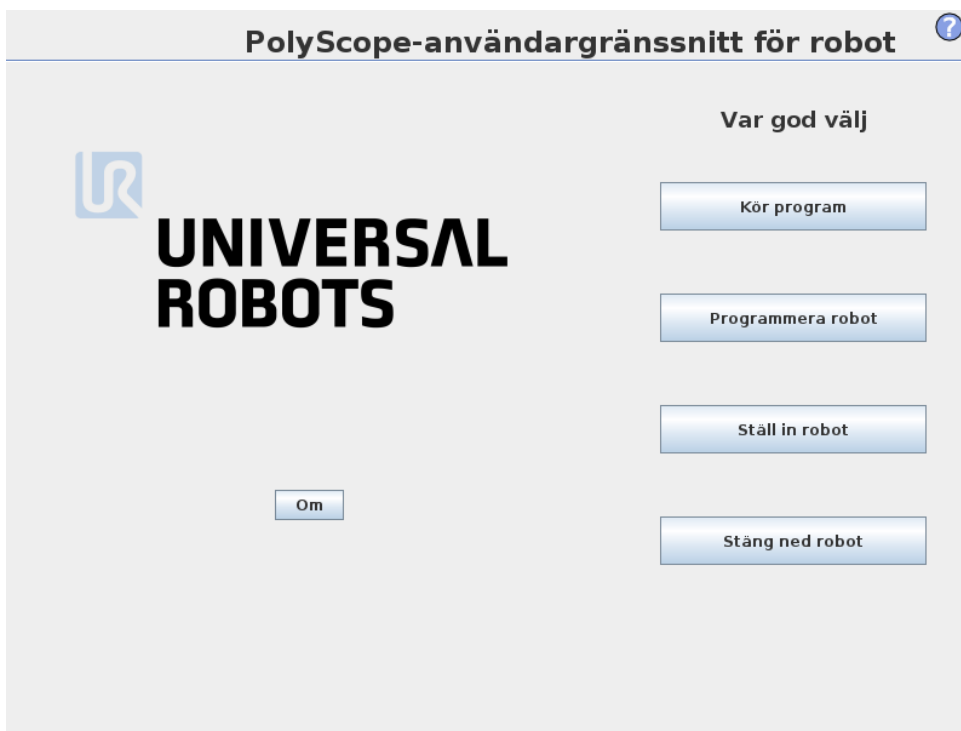 PolyScope-användargränssnitt för robot
?
Var god välj
UR
UNIVERSAL
ROBOTS
Kör program
Programmera robot
Ställ in robot
Om
Stäng ned robot